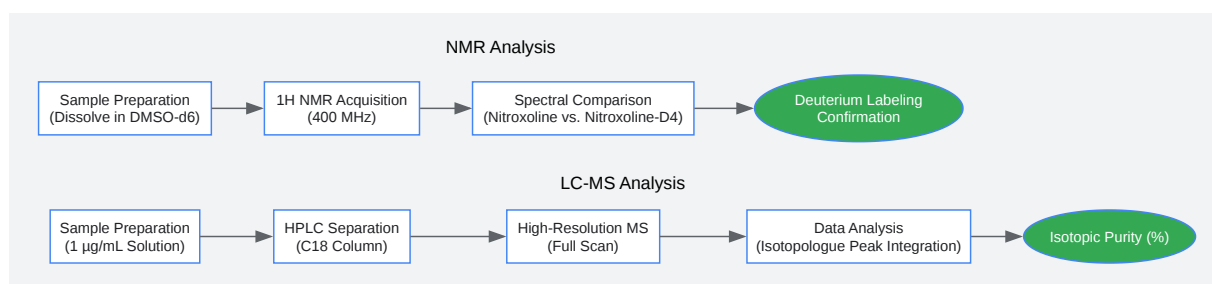 NMR Analysis
Sample Preparation
(Dissolve in DMSO-d6)
1H NMR Acquisition
(400 MHz)
Spectral Comparison
(Nitroxoline vs. Nitroxoline-D4)
Deuterium Labeling
Confirmation
LC-MS Analysis
Sample Preparation
(1 µg/mL Solution)
HPLC Separation
(C18 Column)
High-Resolution MS
(Full Scan)
Data Analysis
(Isotopologue Peak Integration)
Isotopic Purity (%)